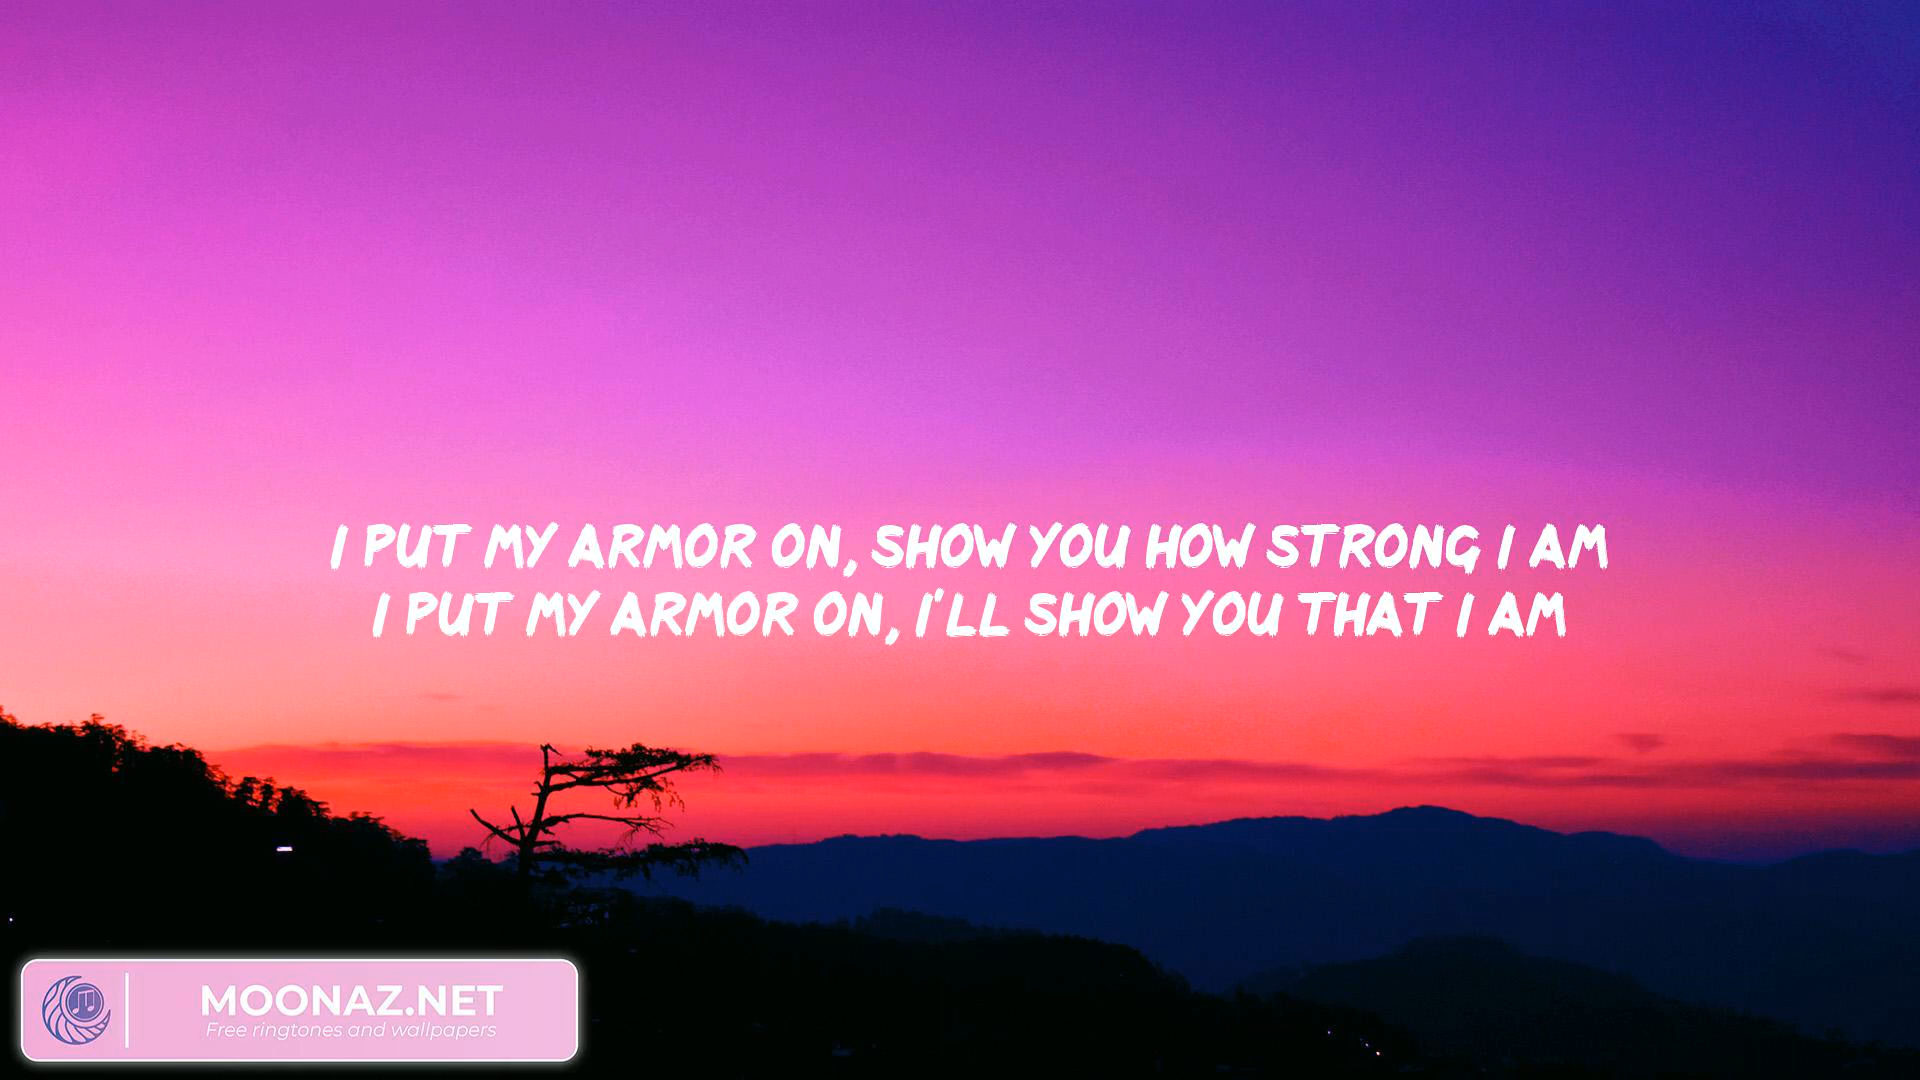 I PUT MY ARMOR ON, SHOW YOU HOW STRONG I AM
I PUT MY ARMOR ON, I'LL SHOW YOU THAT I AM
MOONAZ.NET
Free ringtones and wallpapers